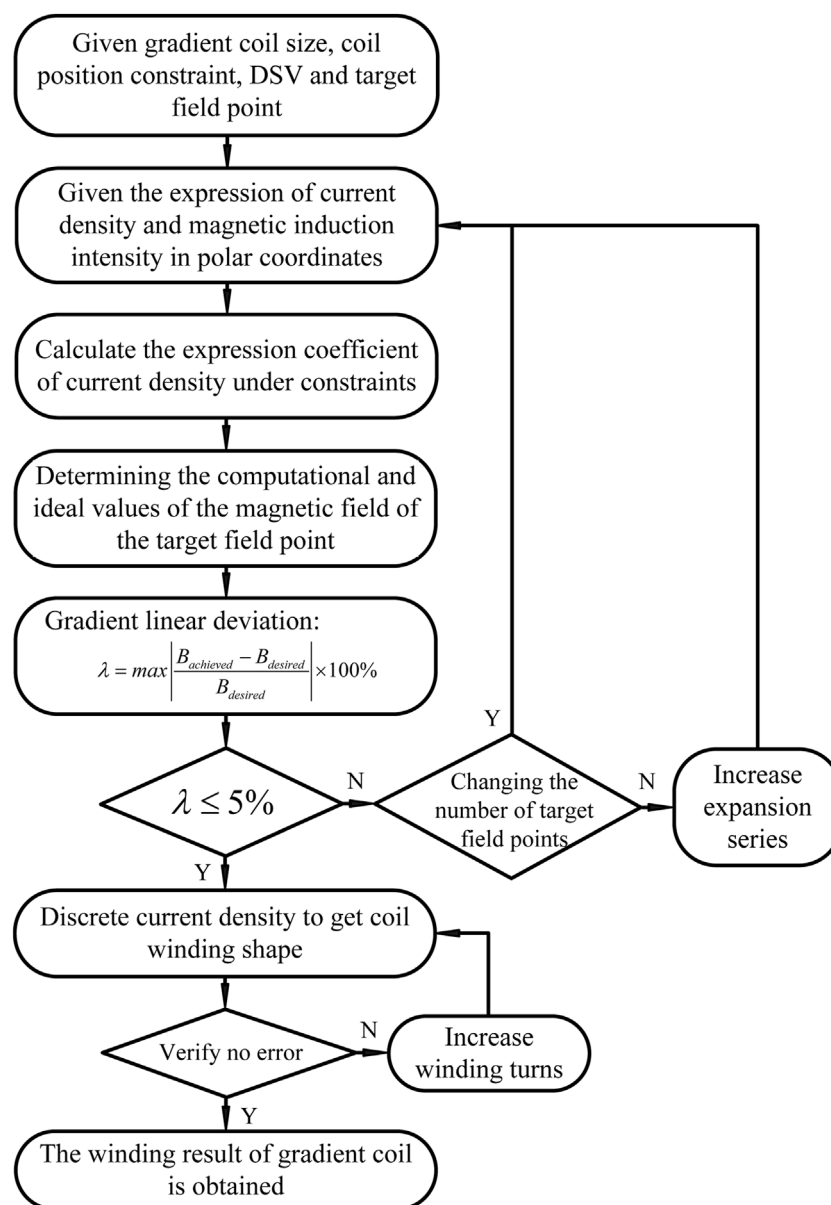 Given gradient coil size, coil
position constraint, DSV and target
field point
Given the expression of current
density and magnetic induction
intensity in polar coordinates
Calculate the expression coefficient
of current density under constraints
Determining the computational and
ideal values of the magnetic field of
the target field point
Gradient linear deviation:
λ = max|(B_achieved − B_desired)/B_desired|×100%
λ ≤ 5%
N
Changing the
number of target
field points
Y
N
Increase
expansion
series
Y
Discrete current density to get coil
winding shape
Verify no error
N
Increase
winding turns
Y
The winding result of gradient coil
is obtained